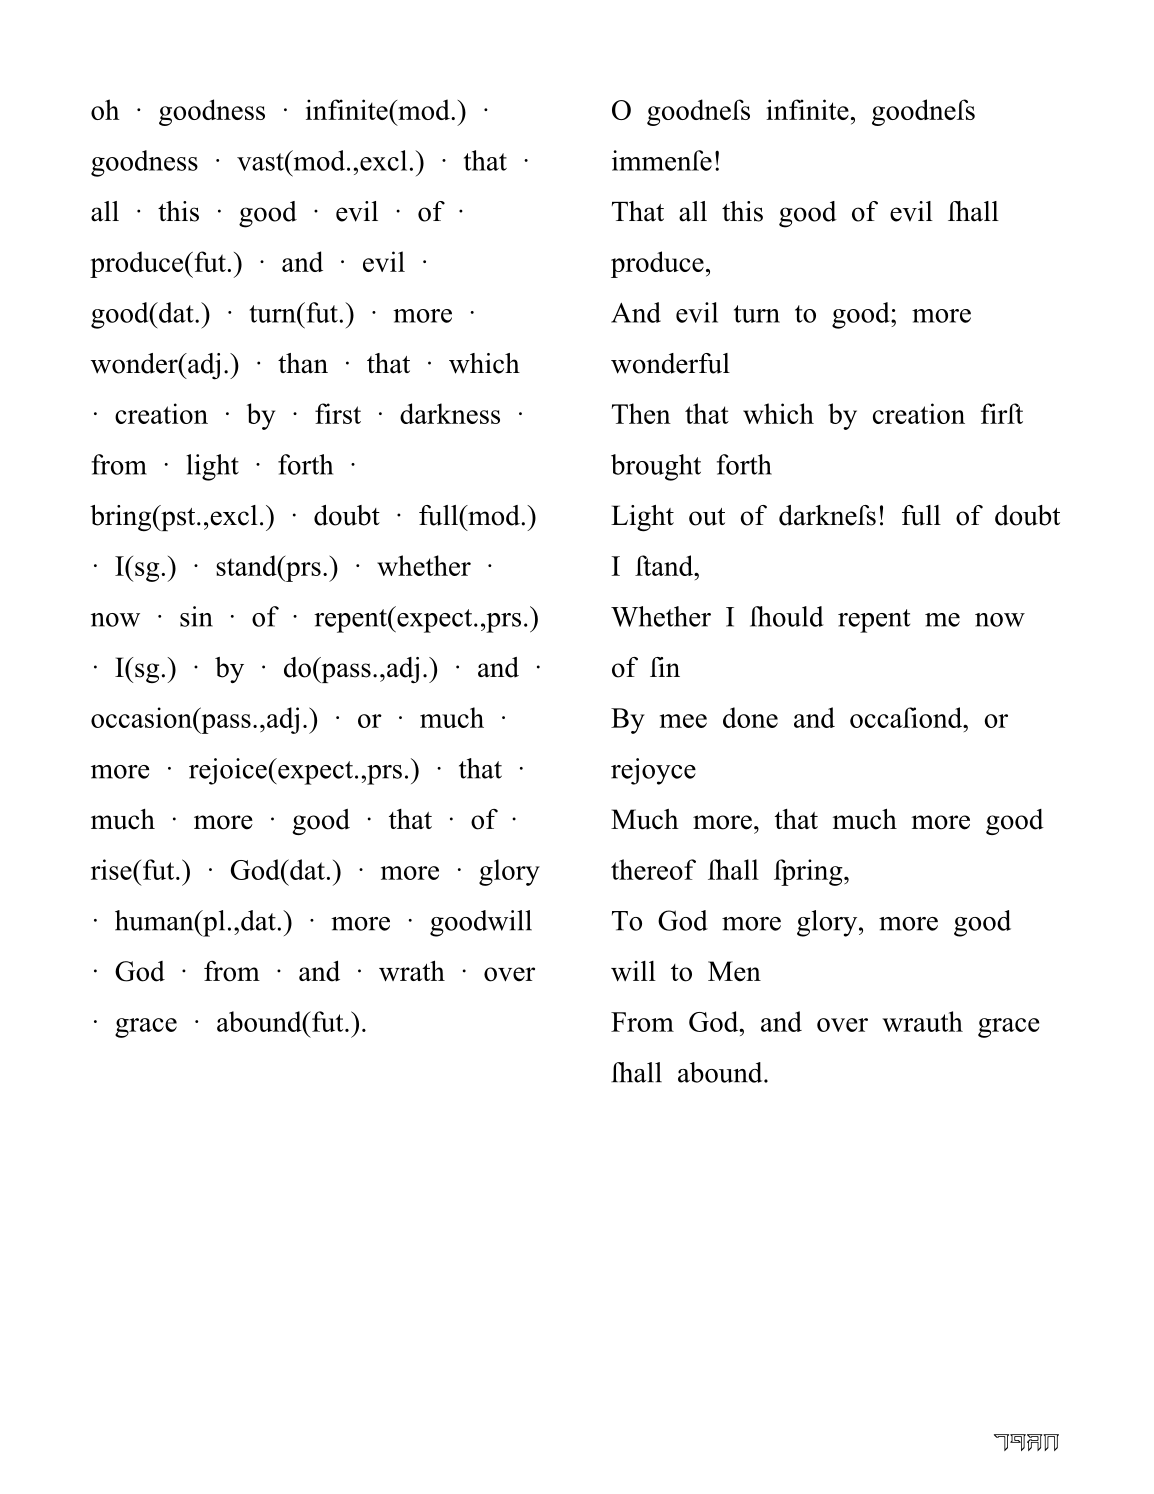 oh · goodness · infinite(mod.) ·
goodness · vast(mod.,excl.) · that ·
all · this · good · evil · of ·
produce(fut.) · and · evil ·
good(dat.) · turn(fut.) · more ·
wonder(adj.) · than · that · which
· creation · by · first · darkness ·
from · light · forth ·
bring(pst.,excl.) · doubt · full(mod.)
· I(sg.) · stand(prs.) · whether ·
now · sin · of · repent(expect.,prs.)
· I(sg.) · by · do(pass.,adj.) · and ·
occasion(pass.,adj.) · or · much ·
more · rejoice(expect.,prs.) · that ·
much · more · good · that · of ·
rise(fut.) · God(dat.) · more · glory
· human(pl.,dat.) · more · goodwill
· God · from · and · wrath · over
· grace · abound(fut.).
O goodneſs infinite, goodneſs
immenſe!
That all this good of evil ſhall
produce,
And evil turn to good; more
wonderful
Then that which by creation firſt
brought forth
Light out of darkneſs! full of doubt
I ſtand,
Whether I ſhould repent me now
of ſin
By mee done and occaſiond, or
rejoyce
Much more, that much more good
thereof ſhall ſpring,
To God more glory, more good
will to Men
From God, and over wrauth grace
ſhall abound.